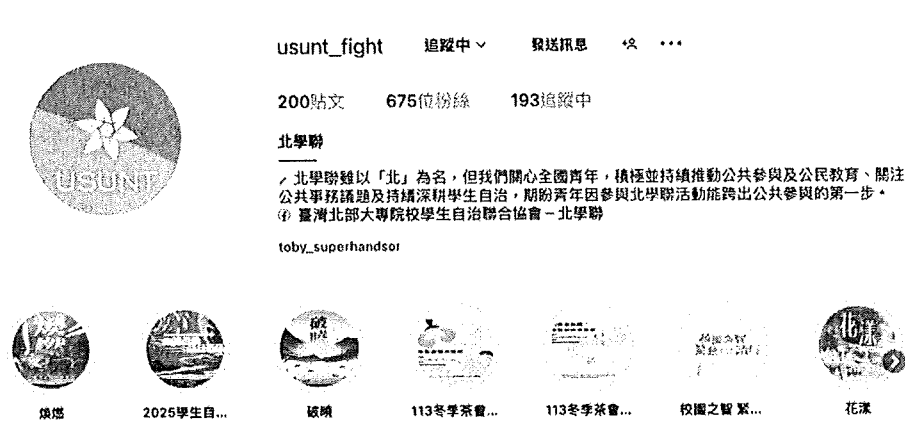 usunt_fight 追蹤中 發送訊息
200貼文 675位粉絲 193追蹤中
北學聯
北學聯雖以「北」為名，但我們關心全國青年，積極並持續推動公共參與及公民教育、關注
公共事務議題及持續深耕學生自治，期盼青年因參與北學聯活動能跨出公共參與的第一步。
臺灣北部大專院校學生自治聯合協會－北學聯
toby_superhandsor
USUNT
破曉
花漾
煥燃 2025學生自... 破曉 113冬季茶會... 113冬季茶會... 校園之智 緊... 花漾